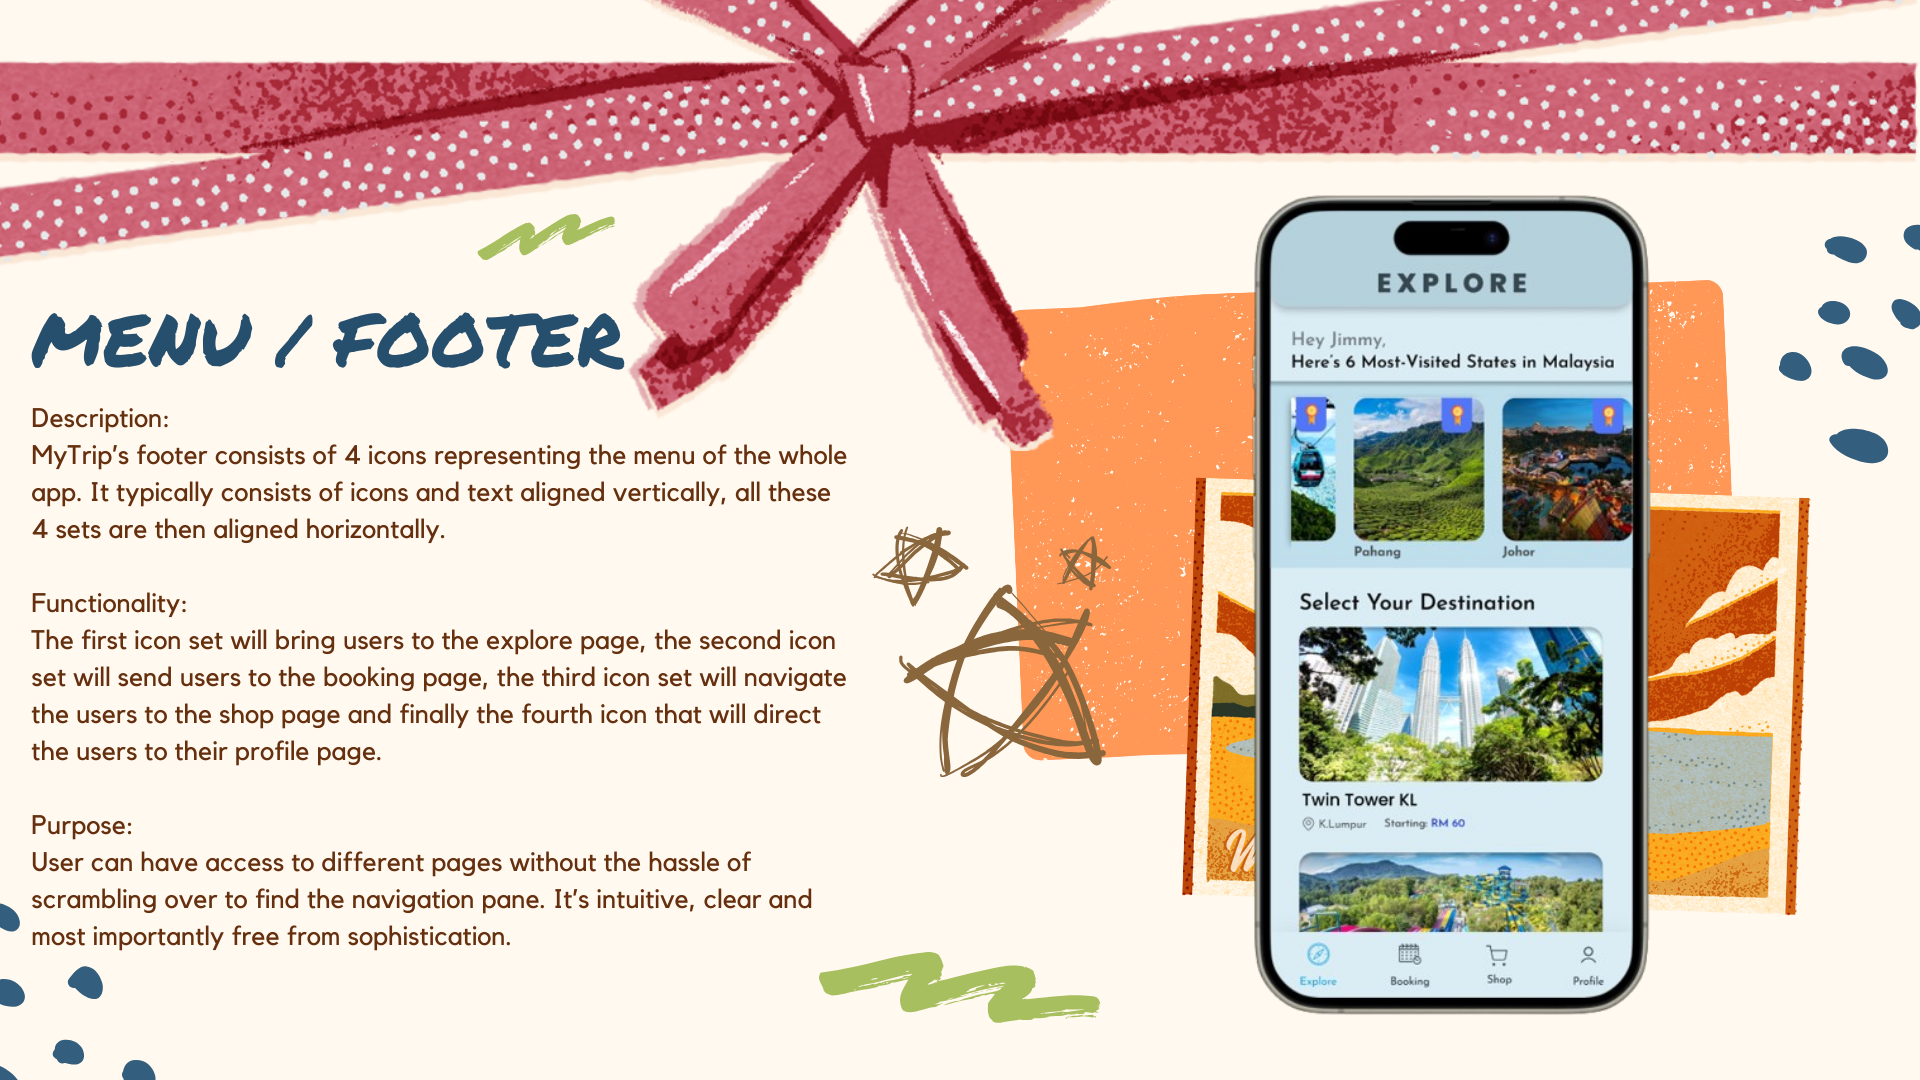 MENU / FOOTER
Description:
MyTrip’s footer consists of 4 icons representing the menu of the whole
app. It typically consists of icons and text aligned vertically, all these
4 sets are then aligned horizontally.
Functionality:
The first icon set will bring users to the explore page, the second icon
set will send users to the booking page, the third icon set will navigate
the users to the shop page and finally the fourth icon that will direct
the users to their profile page.
Purpose:
User can have access to different pages without the hassle of
scrambling over to find the navigation pane. It’s intuitive, clear and
most importantly free from sophistication.
EXPLORE
Hey Jimmy,
Here’s 6 Most-Visited States in Malaysia
Pahang Johor
Select Your Destination
Twin Tower KL
K.Lumpur Starting: RM 60
Explore Booking Shop Profile